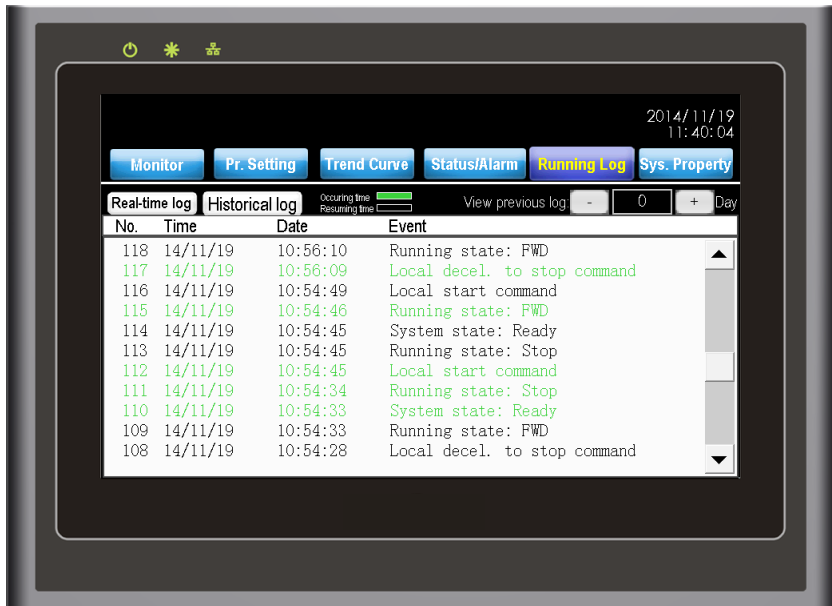 2014/11/19
11:40:04
Monitor Pr. Setting Trend Curve Status/Alarm Running Log Sys. Property
Real-time log Historical log Occuring time Resuming time View previous log: - 0 + Day
No. Time Date Event
118 14/11/19 10:56:10 Running state: FWD
117 14/11/19 10:56:09 Local decel. to stop command
116 14/11/19 10:54:49 Local start command
115 14/11/19 10:54:46 Running state: FWD
114 14/11/19 10:54:45 System state: Ready
113 14/11/19 10:54:45 Running state: Stop
112 14/11/19 10:54:45 Local start command
111 14/11/19 10:54:34 Running state: Stop
110 14/11/19 10:54:33 System state: Ready
109 14/11/19 10:54:33 Running state: FWD
108 14/11/19 10:54:28 Local decel. to stop command